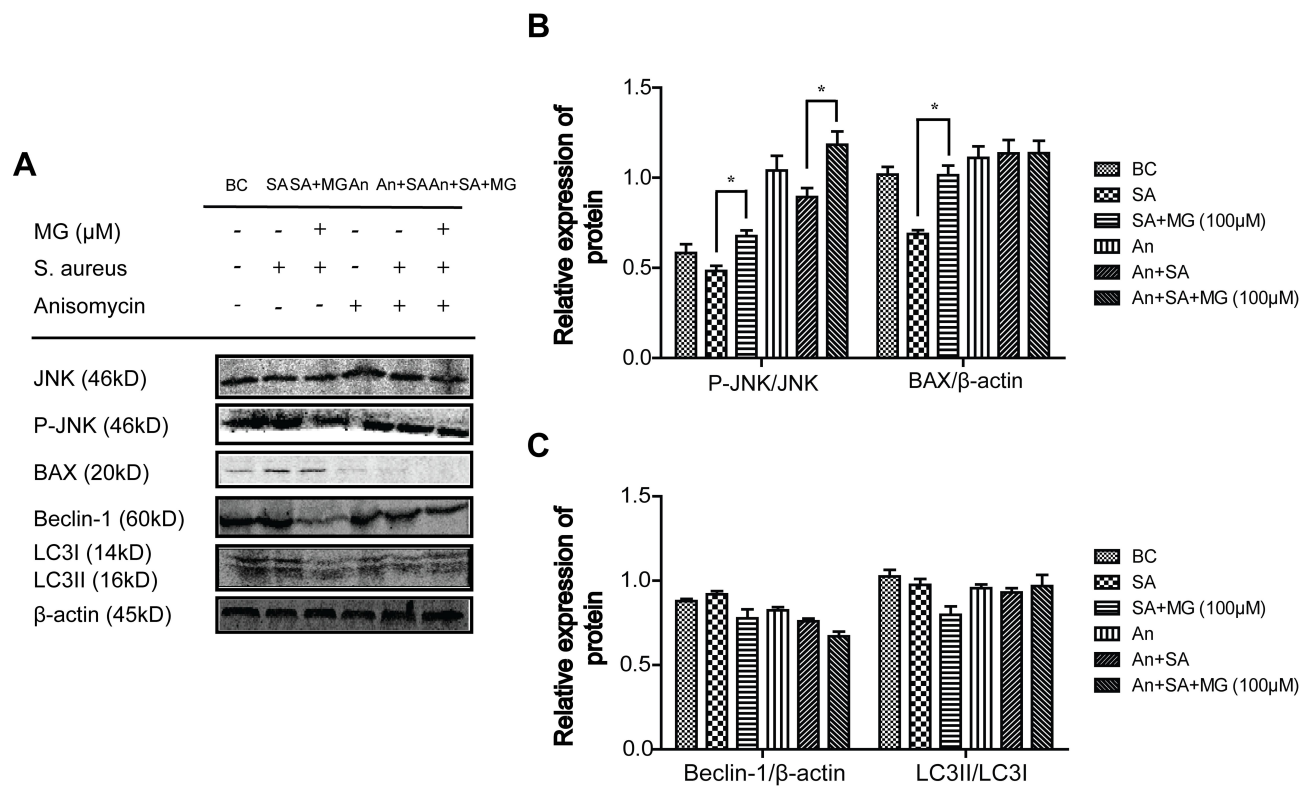 A
BC SA SA+MG An An+SA An+SA+MG
MG (μM) - - + - - +
S. aureus - + + - + +
Anisomycin - - - + + +
JNK (46kD)
P-JNK (46kD)
BAX (20kD)
Beclin-1 (60kD)
LC3I (14kD)
LC3II (16kD)
β-actin (45kD)
B
Relative expression of
protein
1.5
1.0
0.5
0.0
* * *
P-JNK/JNK BAX/β-actin
BC
SA
SA+MG (100μM)
An
An+SA
An+SA+MG (100μM)
C
Relative expression of
protein
1.5
1.0
0.5
0.0
Beclin-1/β-actin LC3II/LC3I
BC
SA
SA+MG (100μM)
An
An+SA
An+SA+MG (100μM)